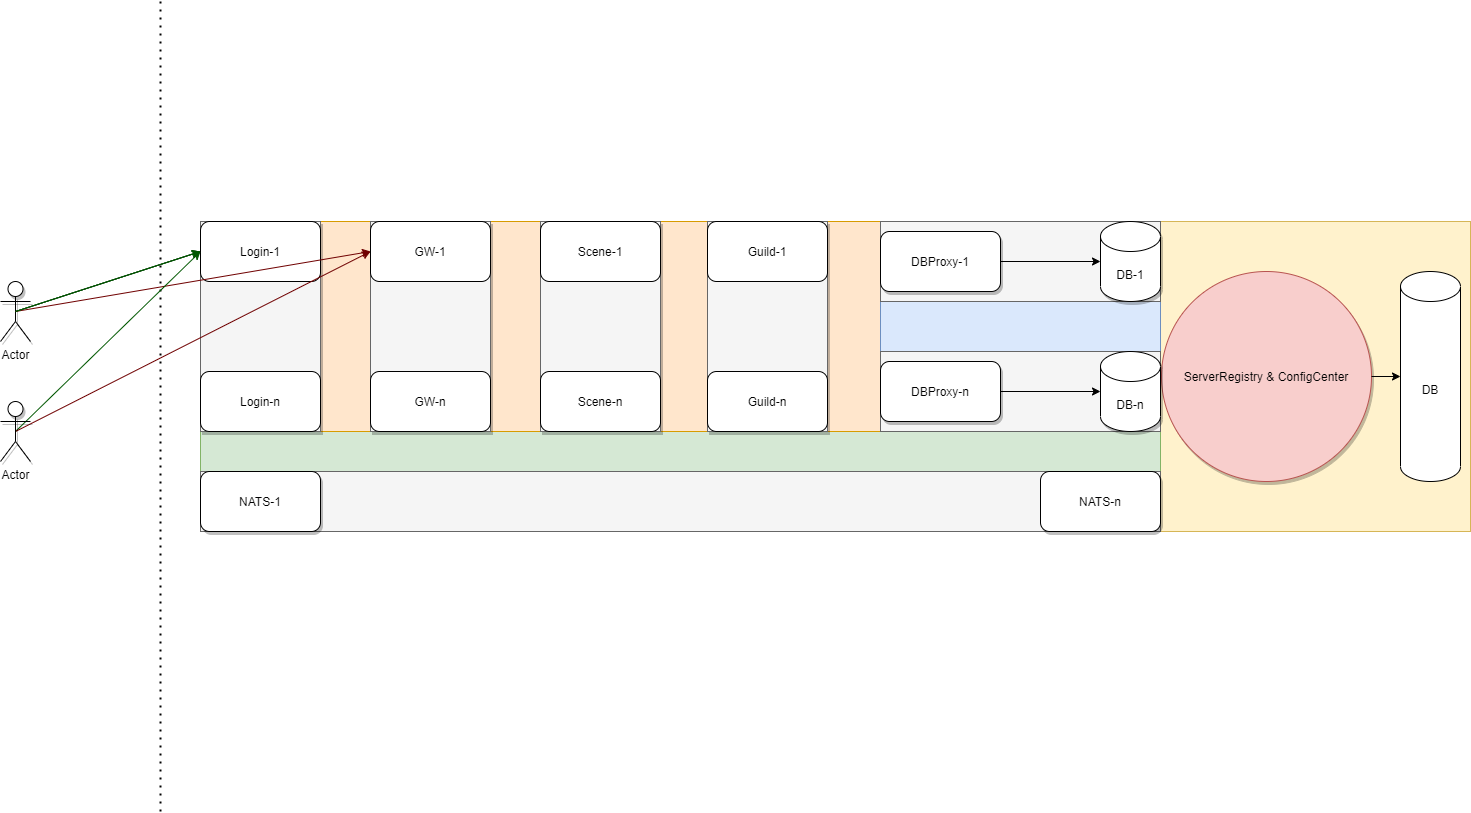 Login-1
GW-1
Scene-1
Guild-1
DBProxy-1
DB-1
Actor
Login-n
GW-n
Scene-n
Guild-n
DBProxy-n
DB-n
ServerRegistry & ConfigCenter
DB
Actor
NATS-1
NATS-n